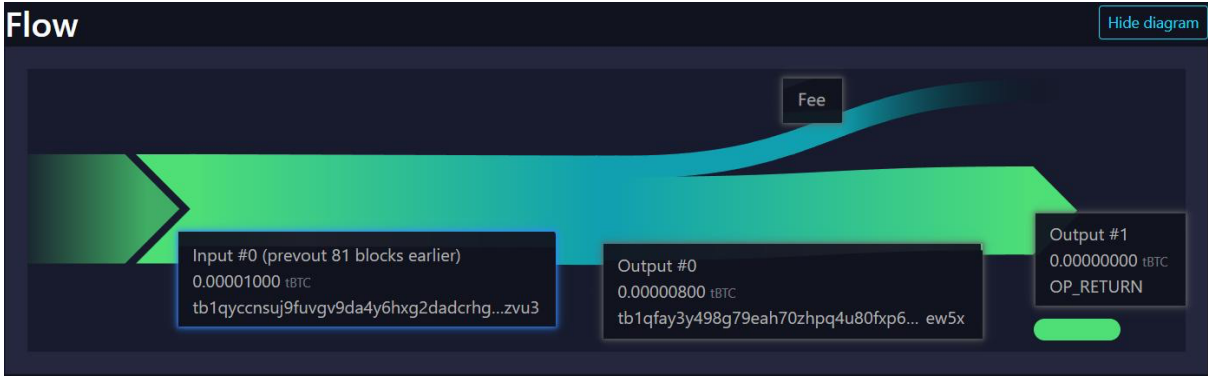 Flow
Hide diagram
Fee
Input #0 (prevout 81 blocks earlier)
0.00001000 tBTC
tb1qyccnsuj9fuvgv9da4y6hxg2dadcrhg...zvu3
Output #0
0.00000800 tBTC
tb1qfay3y498g79eah70zhpq4u80fxp6... ew5x
Output #1
0.00000000 tBTC
OP_RETURN